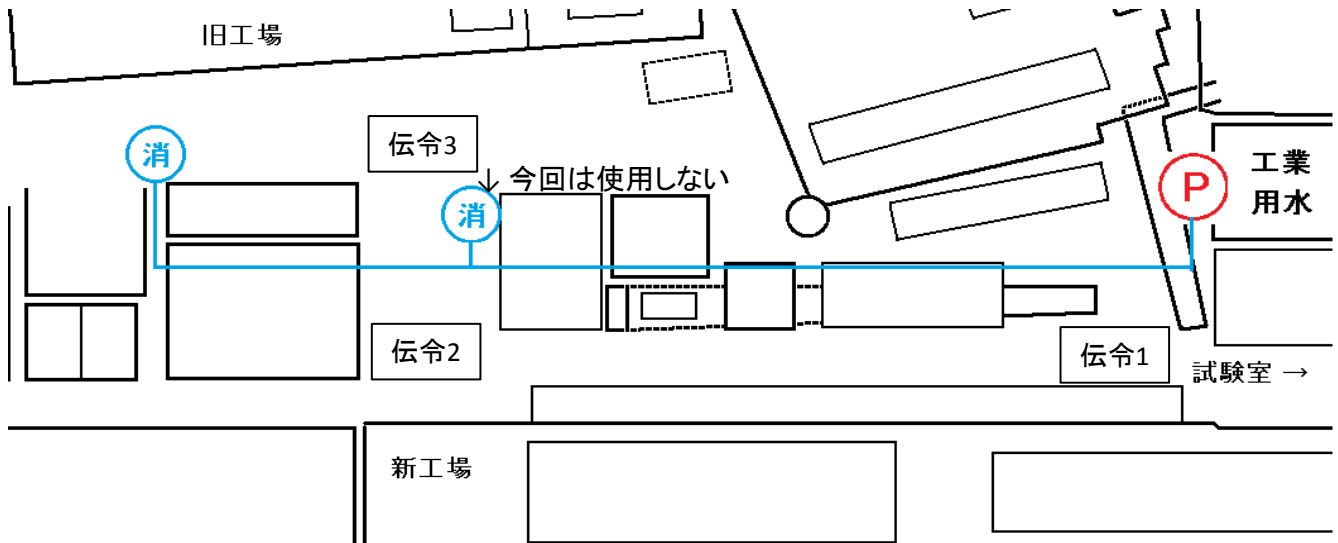 旧工場
消
伝令3
↓ 今回は使用しない
消
P
工業
用水
伝令2
伝令1
試験室 →
新工場